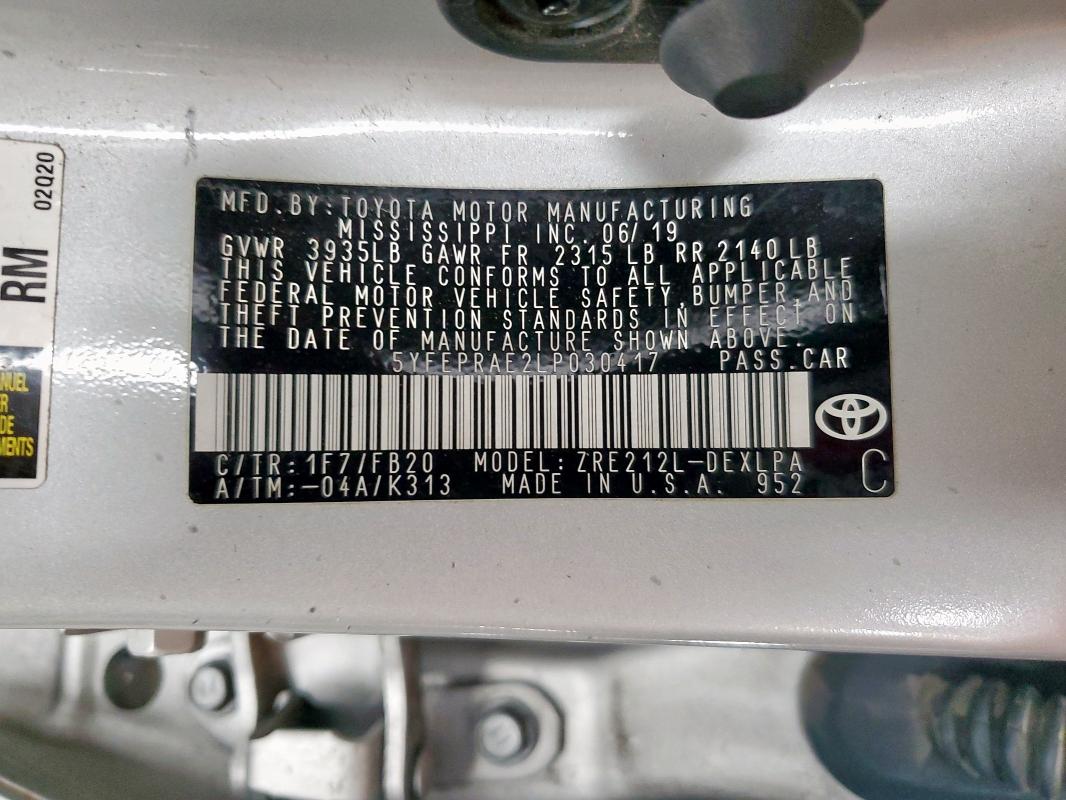 02Q20
RM
MFD.BY:TOYOTA MOTOR MANUFACTURING
MISSISSIPPI INC. 06/19
GVWR 3935LB GAWR FR 2315 LB RR 2140 LB
THIS VEHICLE CONFORMS TO ALL APPLICABLE
FEDERAL MOTOR VEHICLE SAFETY, BUMPER, AND
THEFT PREVENTION STANDARDS IN EFFECT ON
THE DATE OF MANUFACTURE SHOWN ABOVE.
5YFEPRAE2LP030417 PASS.CAR
C/TR:1F7/FB20 MODEL:ZRE212L-DEXLPA
A/TM:-04A/K313 MADE IN U.S.A. 952 C